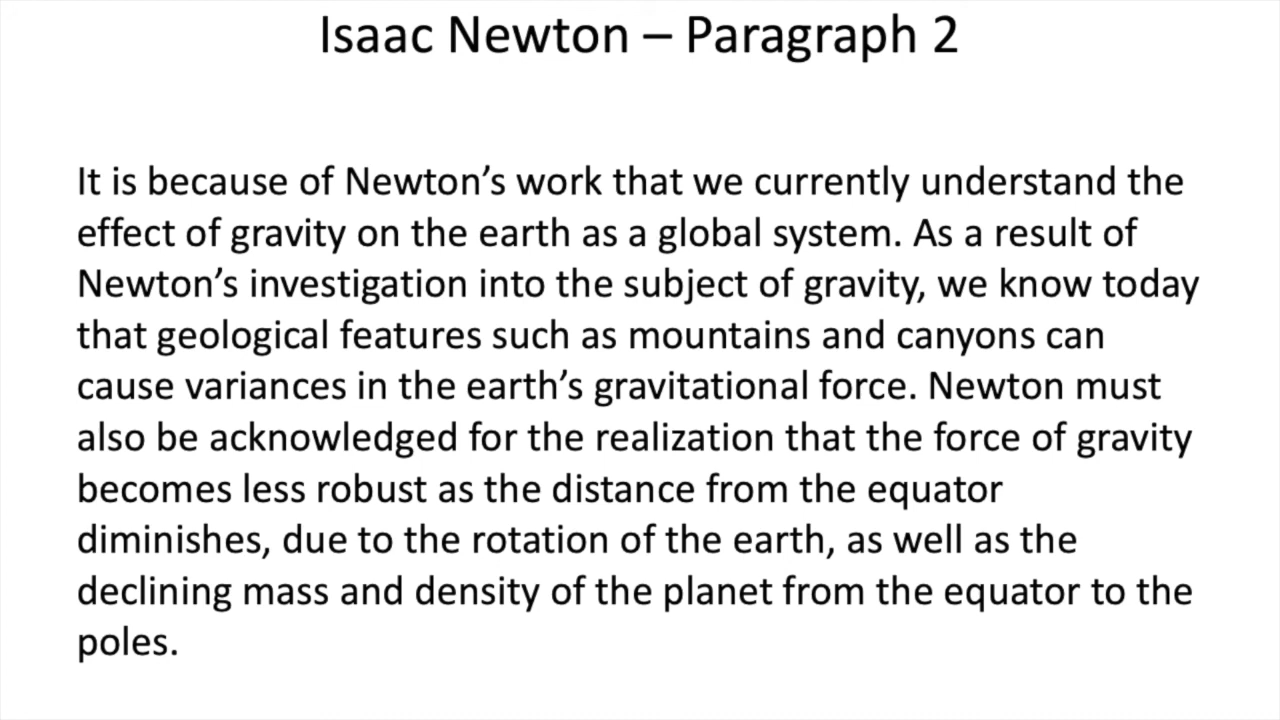 Isaac Newton – Paragraph 2
It is because of Newton’s work that we currently understand the
effect of gravity on the earth as a global system. As a result of
Newton’s investigation into the subject of gravity, we know today
that geological features such as mountains and canyons can
cause variances in the earth’s gravitational force. Newton must
also be acknowledged for the realization that the force of gravity
becomes less robust as the distance from the equator
diminishes, due to the rotation of the earth, as well as the
declining mass and density of the planet from the equator to the
poles.